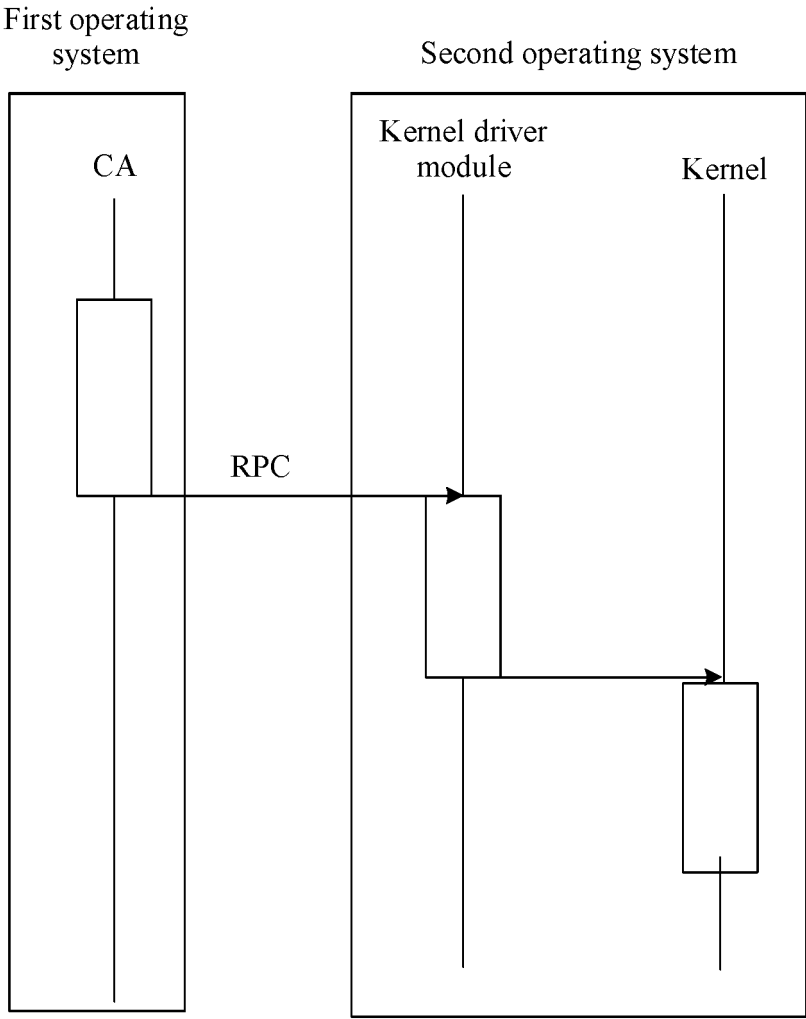 First operating
system
Second operating system
CA
Kernel driver
module
Kernel
RPC